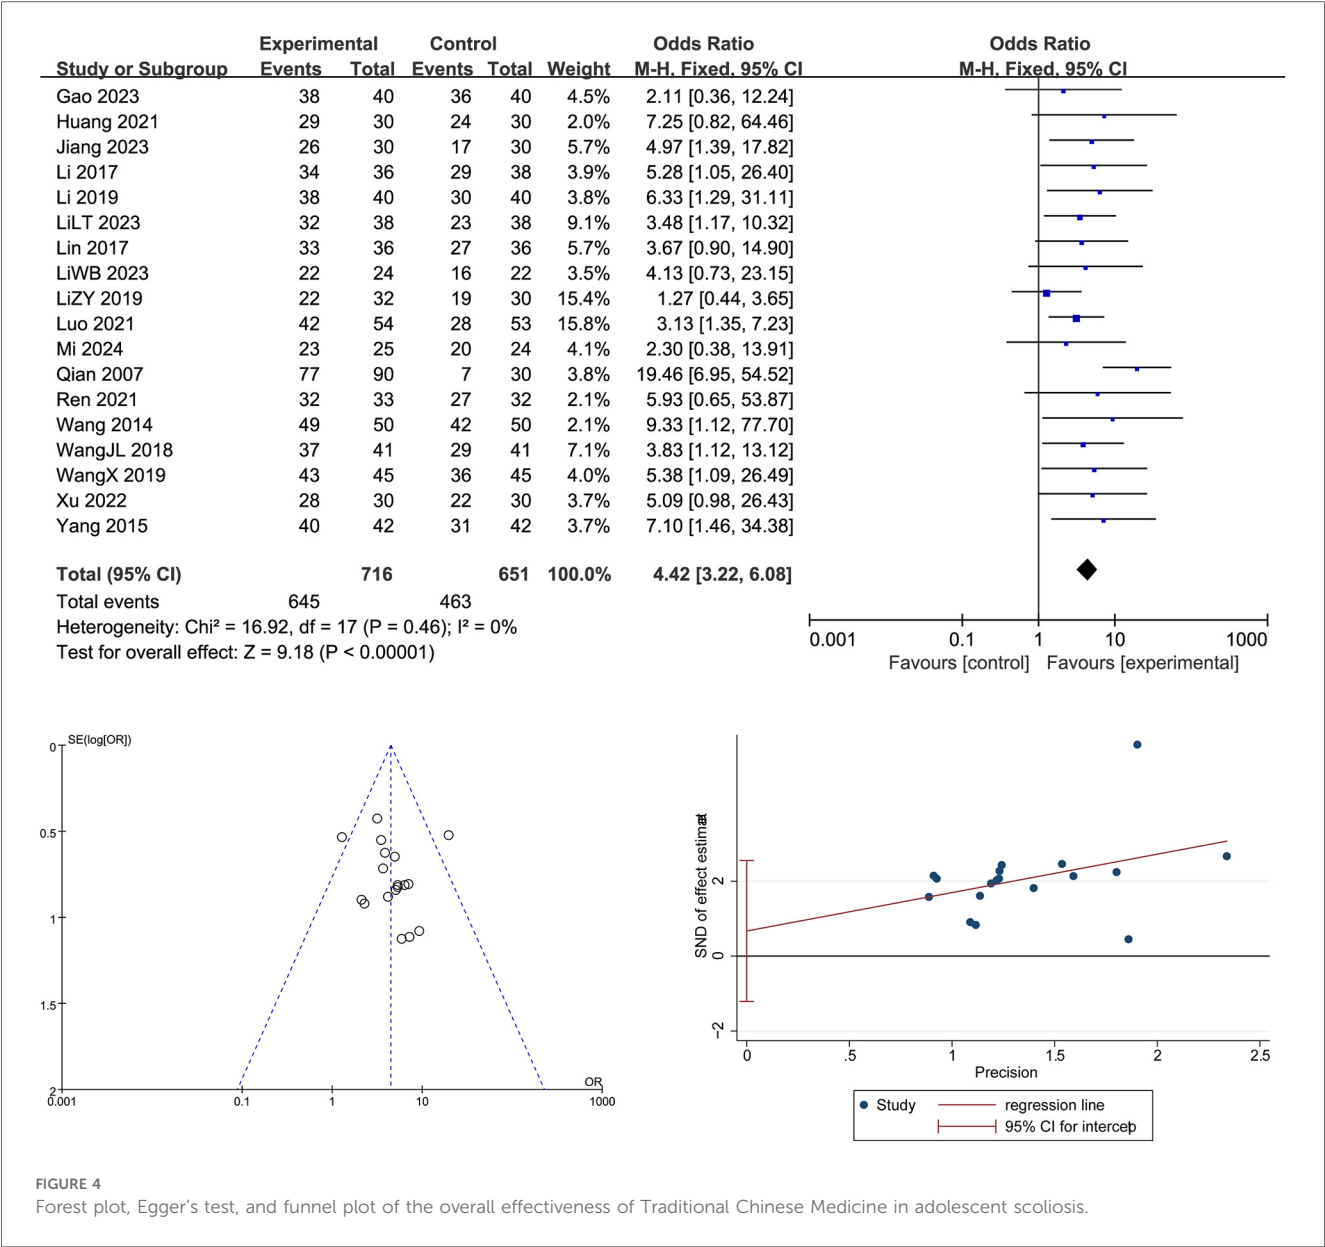 Experimental Control Odds Ratio Odds Ratio
Study or Subgroup Events Total Events Total Weight M-H, Fixed, 95% CI M-H, Fixed, 95% CI
Gao 2023 38 40 36 40 4.5% 2.11 [0.36, 12.24]
Huang 2021 29 30 24 30 2.0% 7.25 [0.82, 64.46]
Jiang 2023 26 30 17 30 5.7% 4.97 [1.39, 17.82]
Li 2017 34 36 29 38 3.9% 5.28 [1.05, 26.40]
Li 2019 38 40 30 40 3.8% 6.33 [1.29, 31.11]
LiLT 2023 32 38 23 38 9.1% 3.48 [1.17, 10.32]
Lin 2017 33 36 27 36 5.7% 3.67 [0.90, 14.90]
LiWB 2023 22 24 16 22 3.5% 4.13 [0.73, 23.15]
LiZY 2019 22 32 19 30 15.4% 1.27 [0.44, 3.65]
Luo 2021 42 54 28 53 15.8% 3.13 [1.35, 7.23]
Mi 2024 23 25 20 24 4.1% 2.30 [0.38, 13.91]
Qian 2007 77 90 7 30 3.8% 19.46 [6.95, 54.52]
Ren 2021 32 33 27 32 2.1% 5.93 [0.65, 53.87]
Wang 2014 49 50 42 50 2.1% 9.33 [1.12, 77.70]
WangJL 2018 37 41 29 41 7.1% 3.83 [1.12, 13.12]
WangX 2019 43 45 36 45 4.0% 5.38 [1.09, 26.49]
Xu 2022 28 30 22 30 3.7% 5.09 [0.98, 26.43]
Yang 2015 40 42 31 42 3.7% 7.10 [1.46, 34.38]
Total (95% CI) 716 651 100.0% 4.42 [3.22, 6.08]
Total events 645 463
Heterogeneity: Chi² = 16.92, df = 17 (P = 0.46); I² = 0%
Test for overall effect: Z = 9.18 (P < 0.00001)
0.001 0.1 1 10 1000
Favours [control] Favours [experimental]
SE(log[OR])
0
0.5
1
1.5
2
OR
0.001 0.1 1 10 1000
SND of effect estimat
2
0
−2
0 .5 1 1.5 2 2.5
Precision
Study regression line
95% CI for intercep
FIGURE 4
Forest plot, Egger's test, and funnel plot of the overall effectiveness of Traditional Chinese Medicine in adolescent scoliosis.